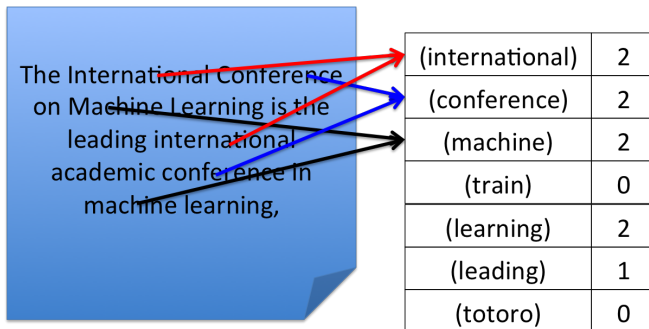 The International Conference
on Machine Learning is the
leading international
academic conference in
machine learning,
(international) 2
(conference) 2
(machine) 2
(train) 0
(learning) 2
(leading) 1
(totoro) 0